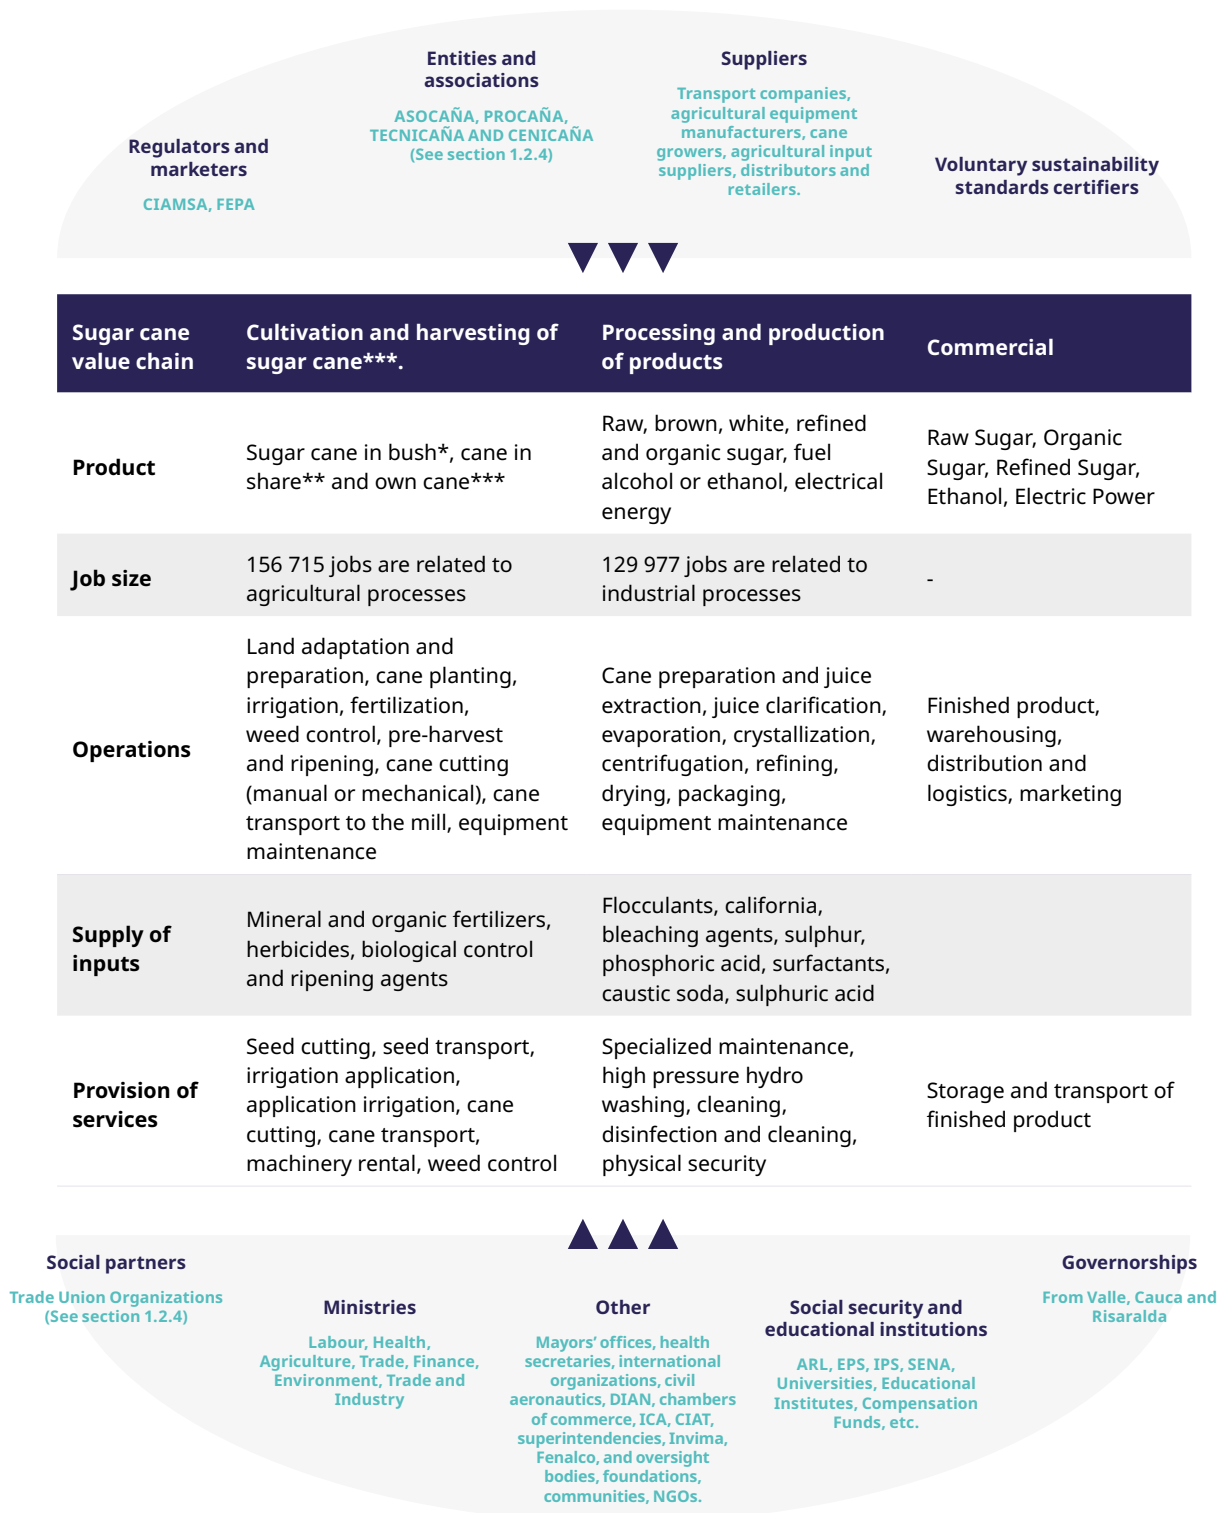 Entities and
associations
ASOCAÑA, PROCAÑA,
TECNICAÑA AND CENICAÑA
(See section 1.2.4)
Suppliers
Transport companies,
agricultural equipment
manufacturers, cane
growers, agricultural input
suppliers, distributors and
retailers.
Regulators and
marketers
CIAMSA, FEPA
Voluntary sustainability
standards certifiers
Sugar cane
value chain
Cultivation and harvesting of
sugar cane***.
Processing and production
of products
Commercial
Product
Sugar cane in bush*, cane in
share** and own cane***
Raw, brown, white, refined
and organic sugar, fuel
alcohol or ethanol, electrical
energy
Raw Sugar, Organic
Sugar, Refined Sugar,
Ethanol, Electric Power
Job size
156 715 jobs are related to
agricultural processes
129 977 jobs are related to
industrial processes
-
Operations
Land adaptation and
preparation, cane planting,
irrigation, fertilization,
weed control, pre-harvest
and ripening, cane cutting
(manual or mechanical), cane
transport to the mill, equipment
maintenance
Cane preparation and juice
extraction, juice clarification,
evaporation, crystallization,
centrifugation, refining,
drying, packaging,
equipment maintenance
Finished product,
warehousing,
distribution and
logistics, marketing
Supply of
inputs
Mineral and organic fertilizers,
herbicides, biological control
and ripening agents
Flocculants, california,
bleaching agents, sulphur,
phosphoric acid, surfactants,
caustic soda, sulphuric acid
Provision of
services
Seed cutting, seed transport,
irrigation application,
application irrigation, cane
cutting, cane transport,
machinery rental, weed control
Specialized maintenance,
high pressure hydro
washing, cleaning,
disinfection and cleaning,
physical security
Storage and transport of
finished product
Social partners
Trade Union Organizations
(See section 1.2.4)
Ministries
Labour, Health,
Agriculture, Trade, Finance,
Environment, Trade and
Industry
Other
Mayors’ offices, health
secretaries, international
organizations, civil
aeronautics, DIAN, chambers
of commerce, ICA, CIAT,
superintendencies, Invima,
Fenalco, and oversight
bodies, foundations,
communities, NGOs.
Social security and
educational institutions
ARL, EPS, IPS, SENA,
Universities, Educational
Institutes, Compensation
Funds, etc.
Governorships
From Valle, Cauca and
Risaralda